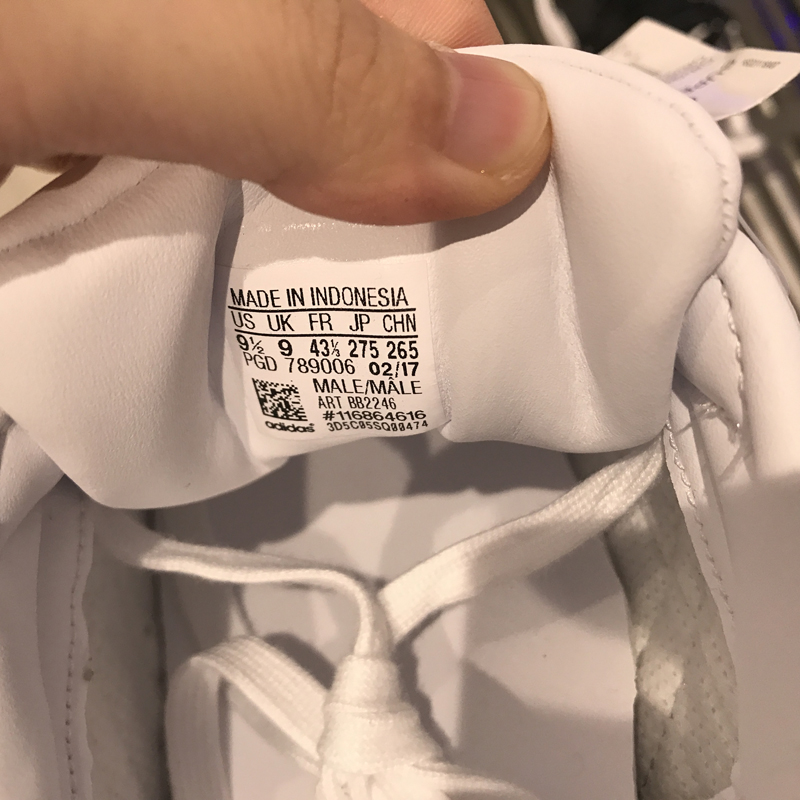 MADE IN INDONESIA
US UK FR JP CHN
9½ 9 43⅓ 275 265
PGD 789006 02/17
MALE/MÂLE
ART BB2246
#116864616
adidas® 3D5C05SQ00474